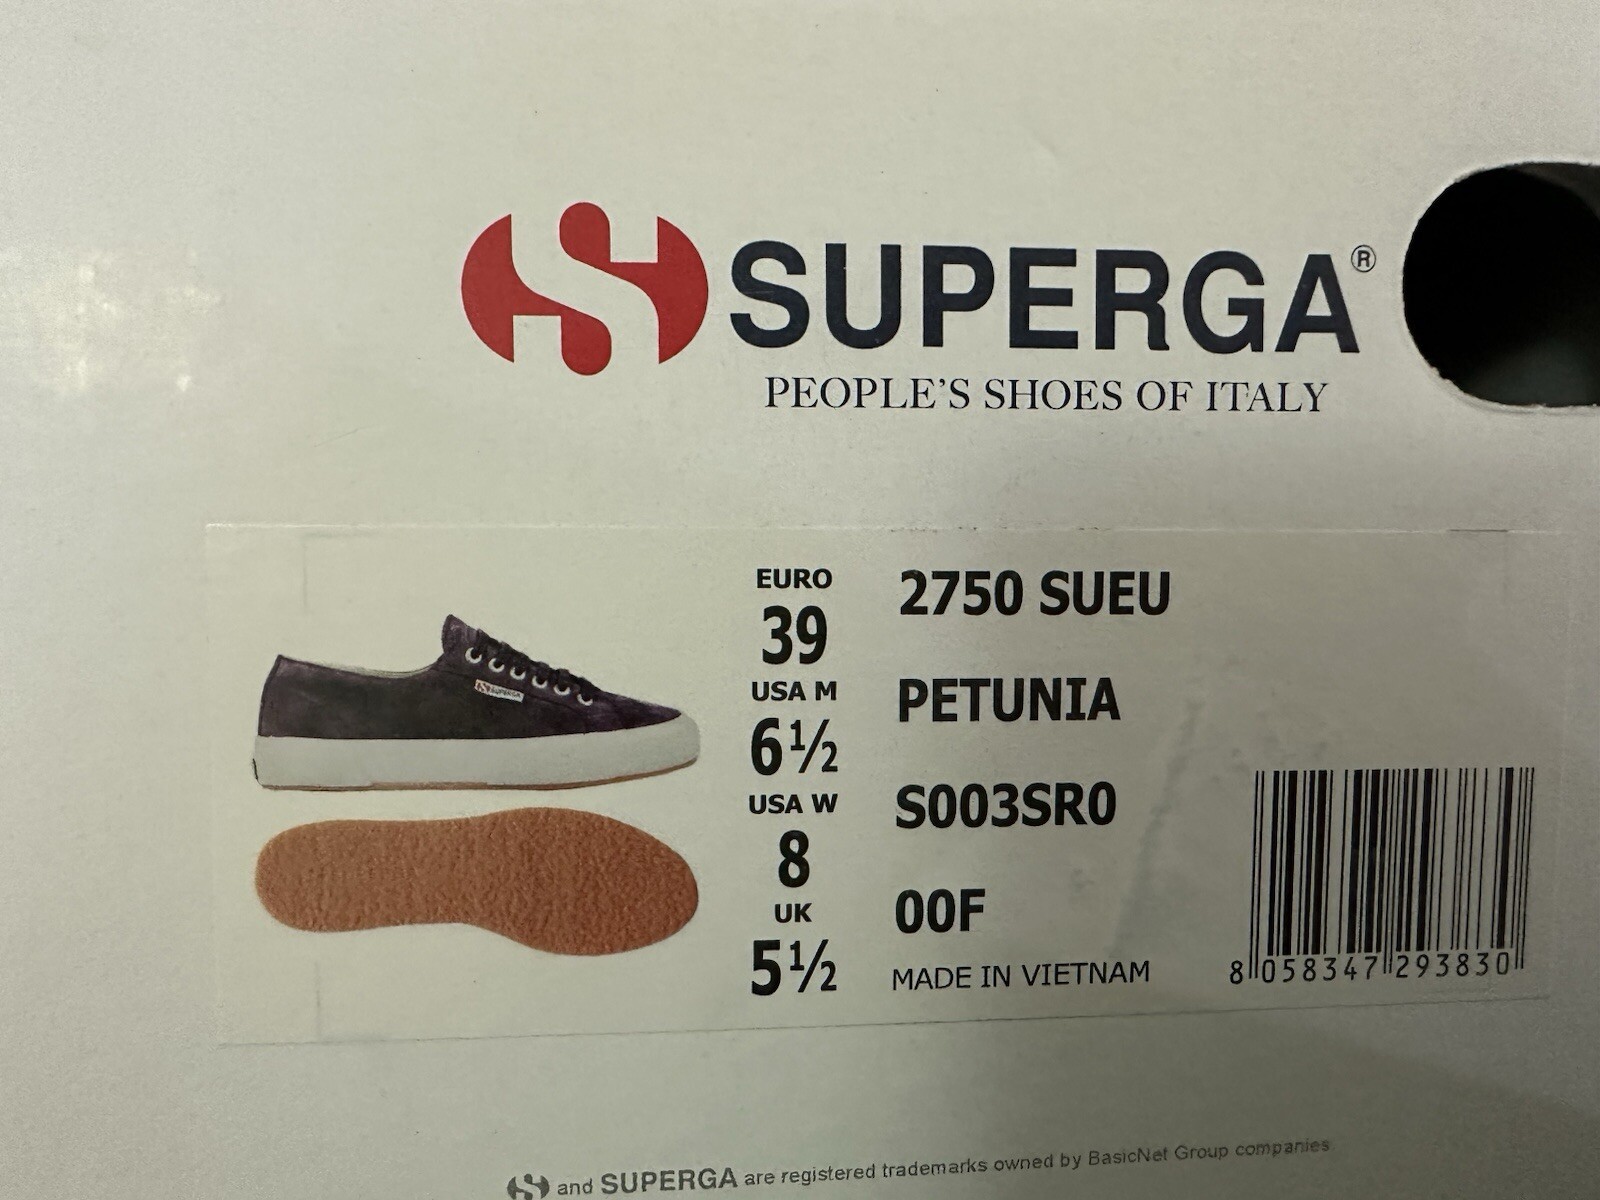 SUPERGA®
PEOPLE'S SHOES OF ITALY
EURO
39
USA M
6½
USA W
8
UK
5½
2750 SUEU
PETUNIA
S003SR0
00F
MADE IN VIETNAM
8 058347 293830
SUPERGA
and SUPERGA are registered trademarks owned by BasicNet Group companies